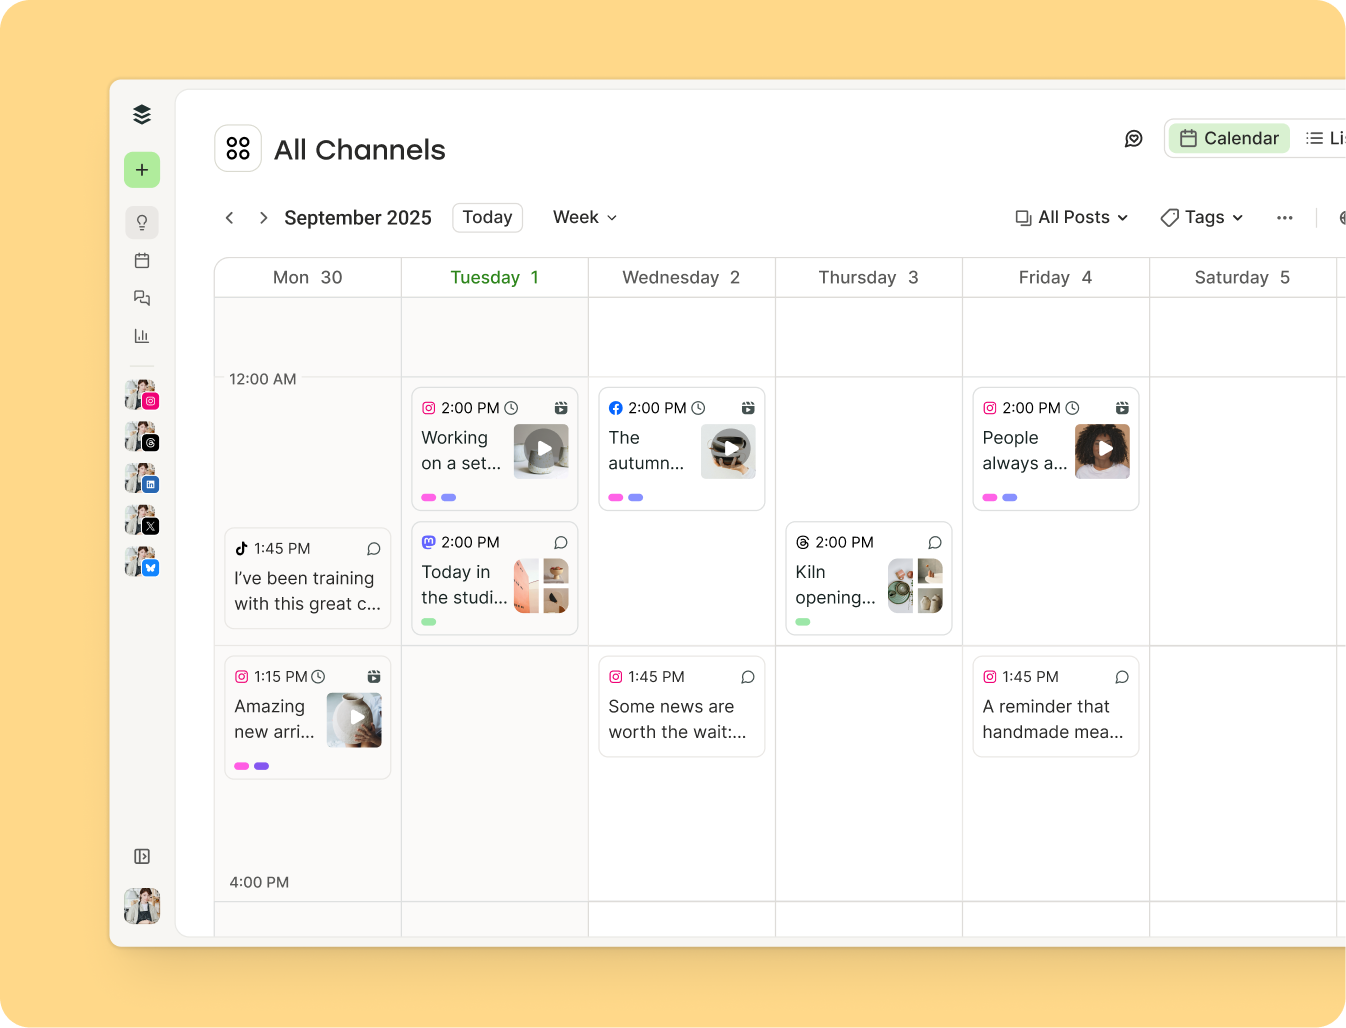 All Channels
Calendar
Lis
September 2025
Today
Week
All Posts
Tags
Mon 30
Tuesday 1
Wednesday 2
Thursday 3
Friday 4
Saturday 5
12:00 AM
2:00 PM
Working
on a set...
2:00 PM
The
autumn...
2:00 PM
People
always a...
1:45 PM
I’ve been training
with this great c...
2:00 PM
Today in
the studi...
2:00 PM
Kiln
opening...
1:15 PM
Amazing
new arri...
1:45 PM
Some news are
worth the wait:...
1:45 PM
A reminder that
handmade mea...
4:00 PM